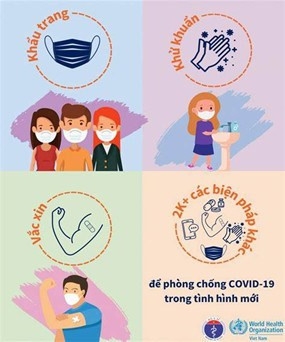 Khẩu trang
Khử khuẩn
Vắc xin
2K+ các biện pháp khác
để phòng chống COVID-19
trong tình hình mới
World Health
Organization
Việt Nam